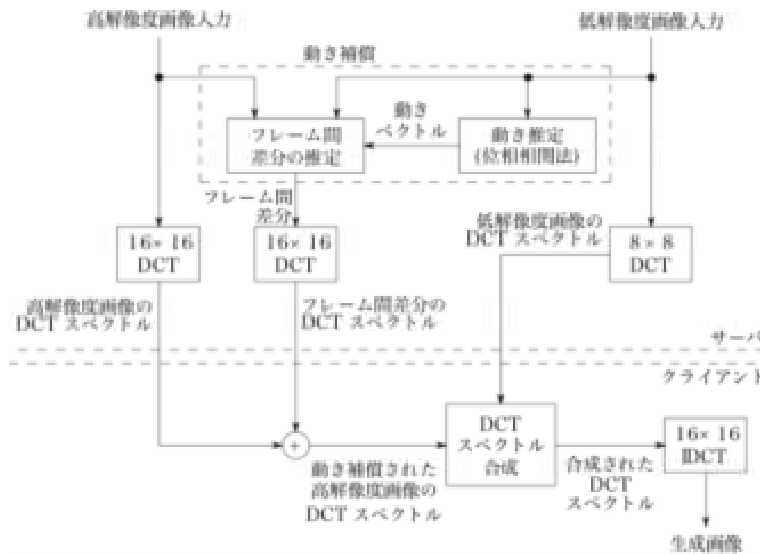 高解像度画像入力
低解像度画像入力
動き補償
フレーム間
差分の推定
動き
ベクトル
動き推定
(位相相関法)
フレーム間
差分
16×16
DCT
16×16
DCT
低解像度画像の
DCT スペクトル
8×8
DCT
高解像度画像の
DCT スペクトル
フレーム間差分の
DCT スペクトル
サーバ
クライアント
+
DCT
スペクトル
合成
16×16
IDCT
動き補償された
高解像度画像の
DCT スペクトル
合成された
DCT
スペクトル
生成画像